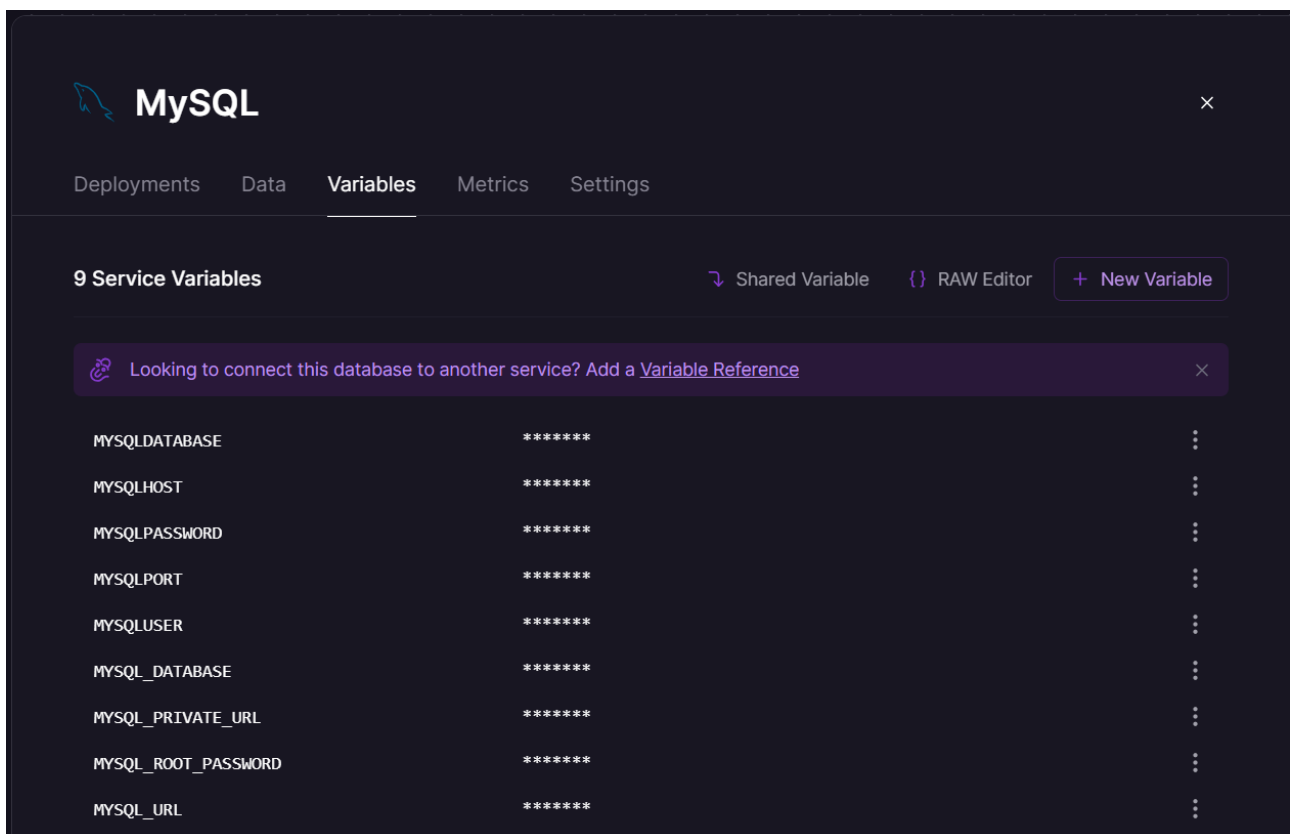 MySQL
Deployments Data Variables Metrics Settings
9 Service Variables Shared Variable {} RAW Editor + New Variable
Looking to connect this database to another service? Add a Variable Reference
MYSQLDATABASE *******
MYSQLHOST *******
MYSQLPASSWORD *******
MYSQLPORT *******
MYSQLUSER *******
MYSQL_DATABASE *******
MYSQL_PRIVATE_URL *******
MYSQL_ROOT_PASSWORD *******
MYSQL_URL *******